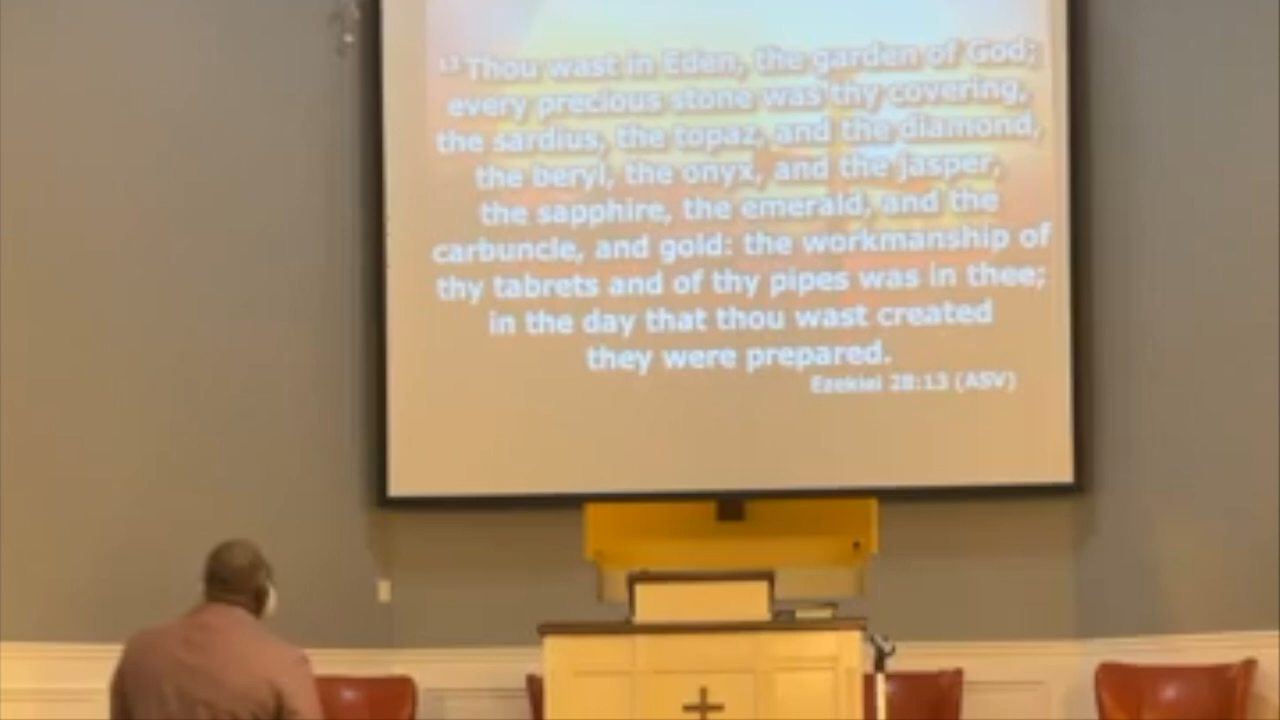 13 Thou wast in Eden, the garden of God;
every precious stone was thy covering,
the sardius, the topaz, and the diamond,
the beryl, the onyx, and the jasper,
the sapphire, the emerald, and the
carbuncle, and gold: the workmanship of
thy tabrets and of thy pipes was in thee;
in the day that thou wast created
they were prepared.
Ezekiel 28:13 (ASV)